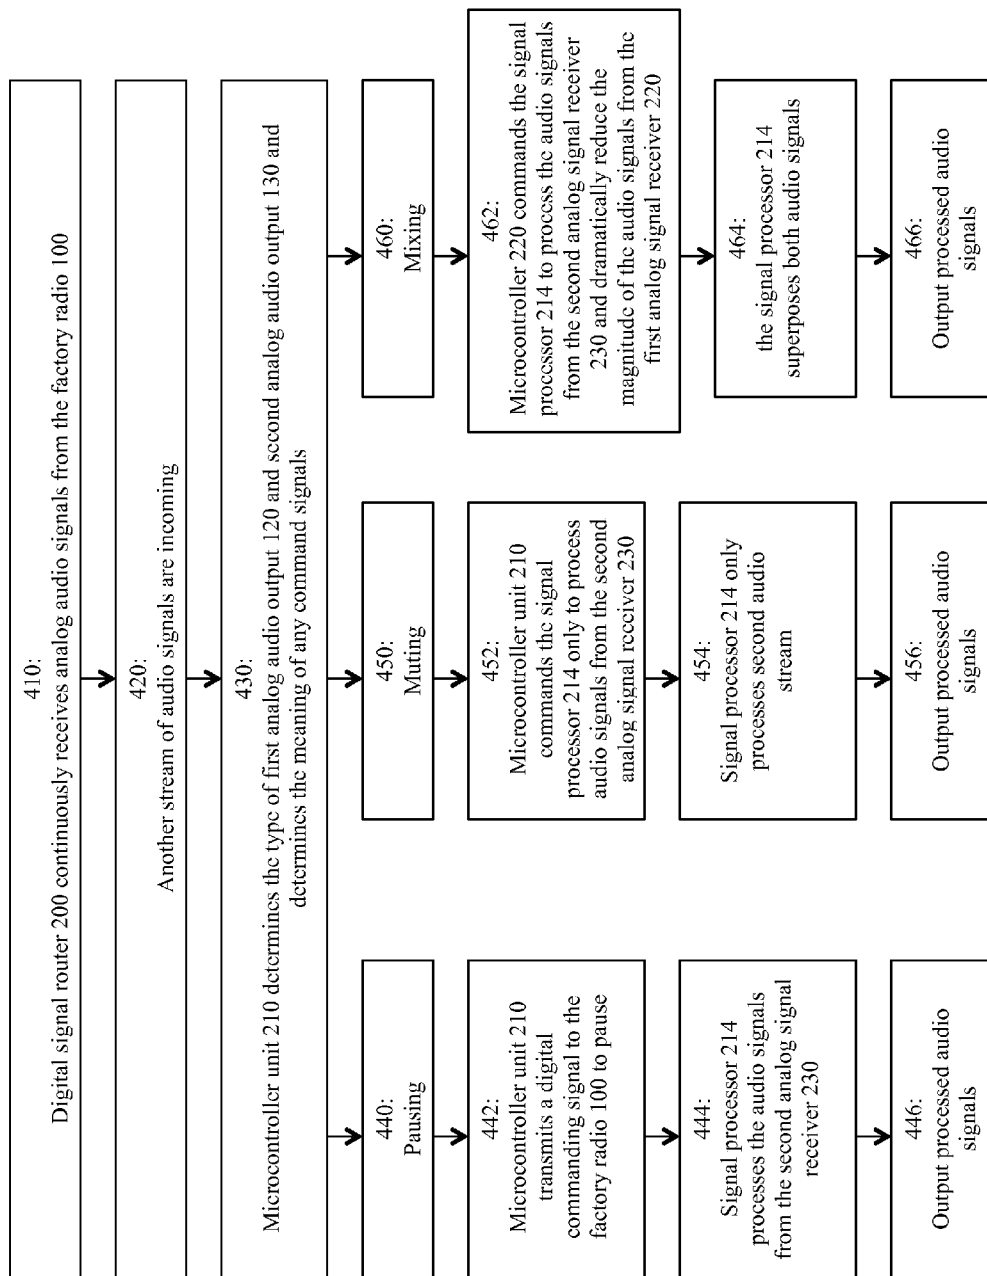 410:
Digital signal router 200 continuously receives analog audio signals from the factory radio 100
420:
Another stream of audio signals are incoming
430:
Microcontroller unit 210 determines the type of first analog audio output 120 and second analog audio output 130 and
determines the meaning of any command signals
440:
Pausing
442:
Microcontroller unit 210
transmits a digital
commanding signal to the
factory radio 100 to pause
444:
Signal processor 214
processes the audio signals
from the second analog signal
receiver 230
446:
Output processed audio
signals
450:
Muting
452:
Microcontroller unit 210
commands the signal
processor 214 only to process
audio signals from the second
analog signal receiver 230
454:
Signal processor 214 only
processes second audio
stream
456:
Output processed audio
signals
460:
Mixing
462:
Microcontroller 220 commands the signal
processor 214 to process the audio signals
from the second analog signal receiver
230 and dramatically reduce the
magnitude of the audio signals from the
first analog signal receiver 220
464:
the signal processor 214
superposes both audio signals
466:
Output processed audio
signals